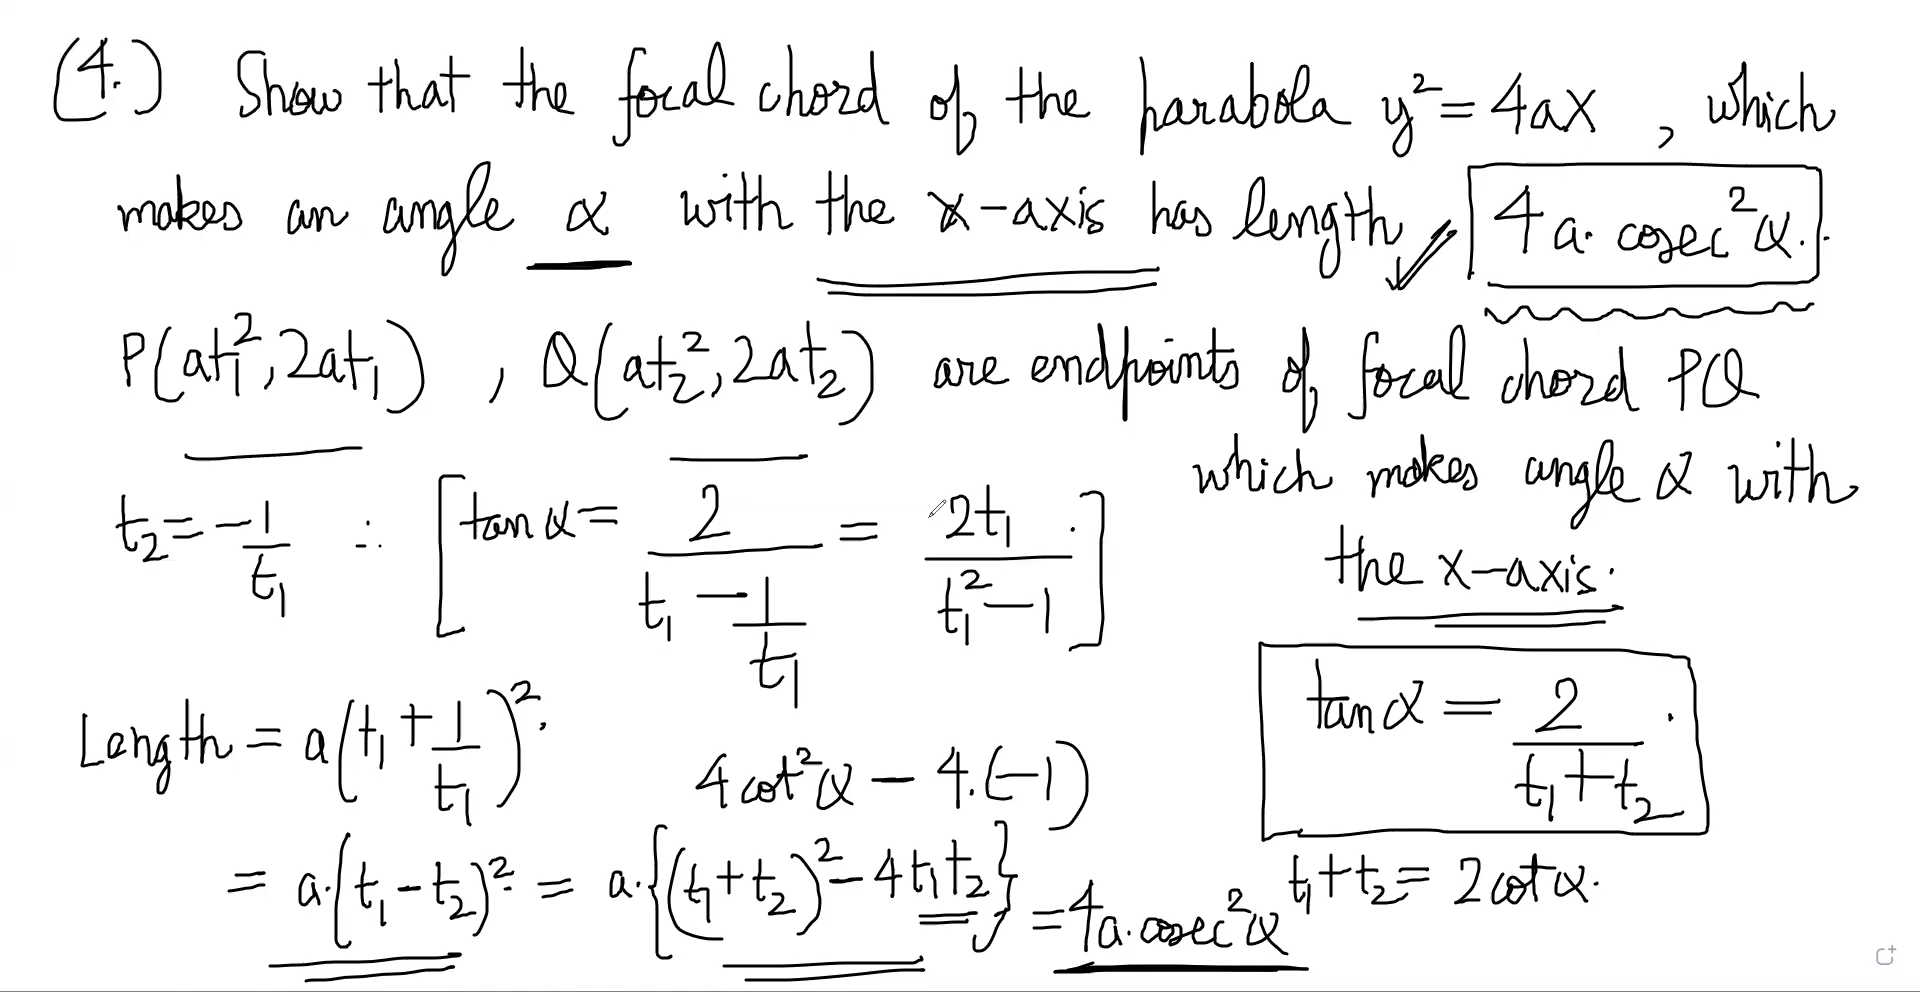 (4.) Show that the focal chord of the parabola y² = 4ax, which
makes an angle α with the x-axis has length 4a. cosec²α.
P(at₁², 2at₁), Q(at₂², 2at₂) are endpoints of focal chord PQ
which makes angle α with
the x-axis.
t₂ = -1/t₁ ∴ [tan α = 2/(t₁ - 1/t₁) = 2t₁/(t₁² - 1).]
tan α = 2/(t₁ + t₂).
Length = a(t₁ + 1/t₁)².
4cot²α - 4.(-1)
= a.(t₁ - t₂)². = a.{(t₁ + t₂)² - 4t₁t₂} = 4a.cosec²α
t₁ + t₂ = 2cot α.